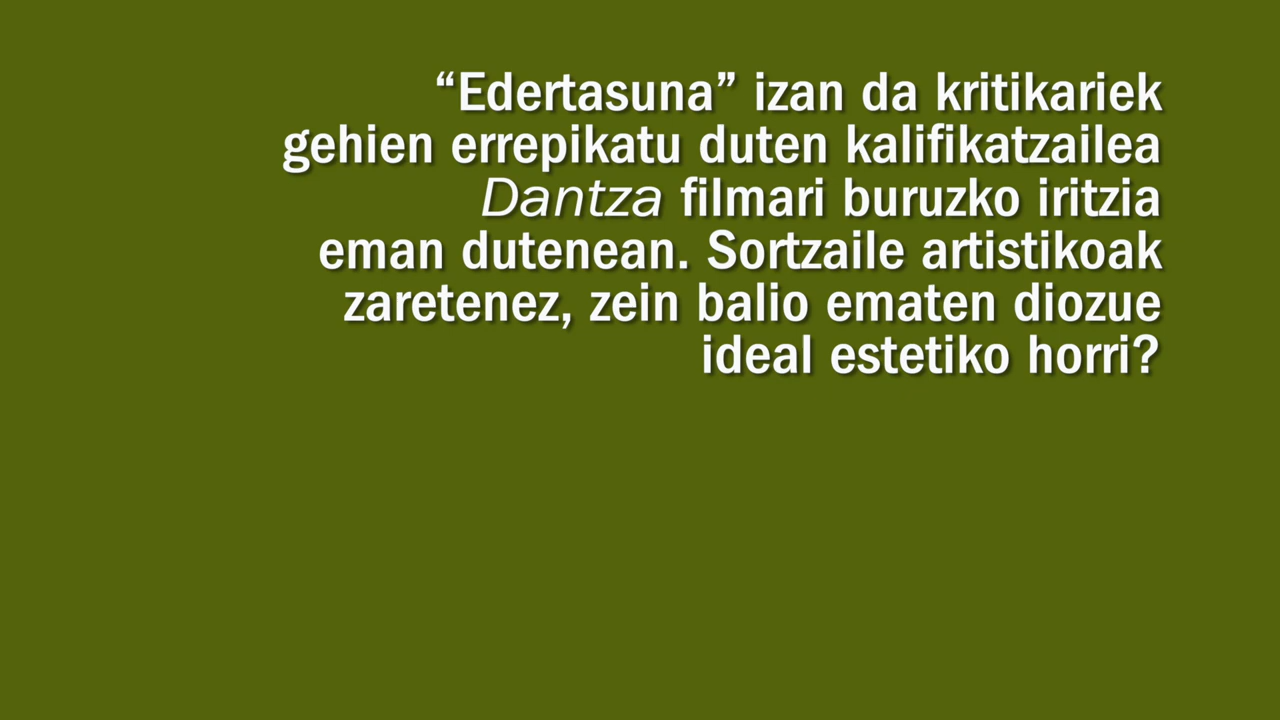 “Edertasuna” izan da kritikariek
gehien errepikatu duten kalifikatzailea
Dantza filmari buruzko iritzia
eman dutenean. Sortzaile artistikoak
zaretenez, zein balio ematen diozue
ideal estetiko horri?